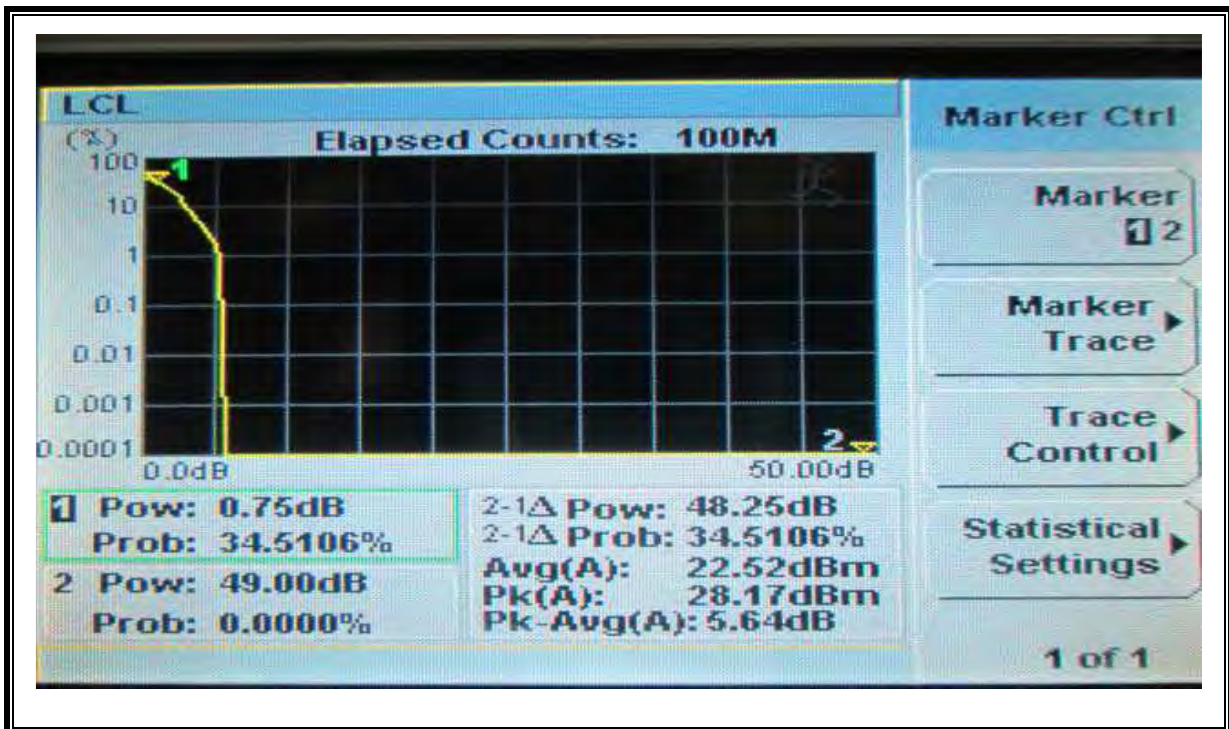 LCL
(%)
Elapsed Counts: 100M
100
10
1
0.1
0.01
0.001
0.0001
1
2
0.0dB
50.00dB
1 Pow: 0.75dB
Prob: 34.5106%
2 Pow: 49.00dB
Prob: 0.0000%
2-1Δ Pow: 48.25dB
2-1Δ Prob: 34.5106%
Avg(A): 22.52dBm
Pk(A): 28.17dBm
Pk-Avg(A): 5.64dB
Marker Ctrl
Marker
1 2
Marker
Trace
Trace
Control
Statistical
Settings
1 of 1